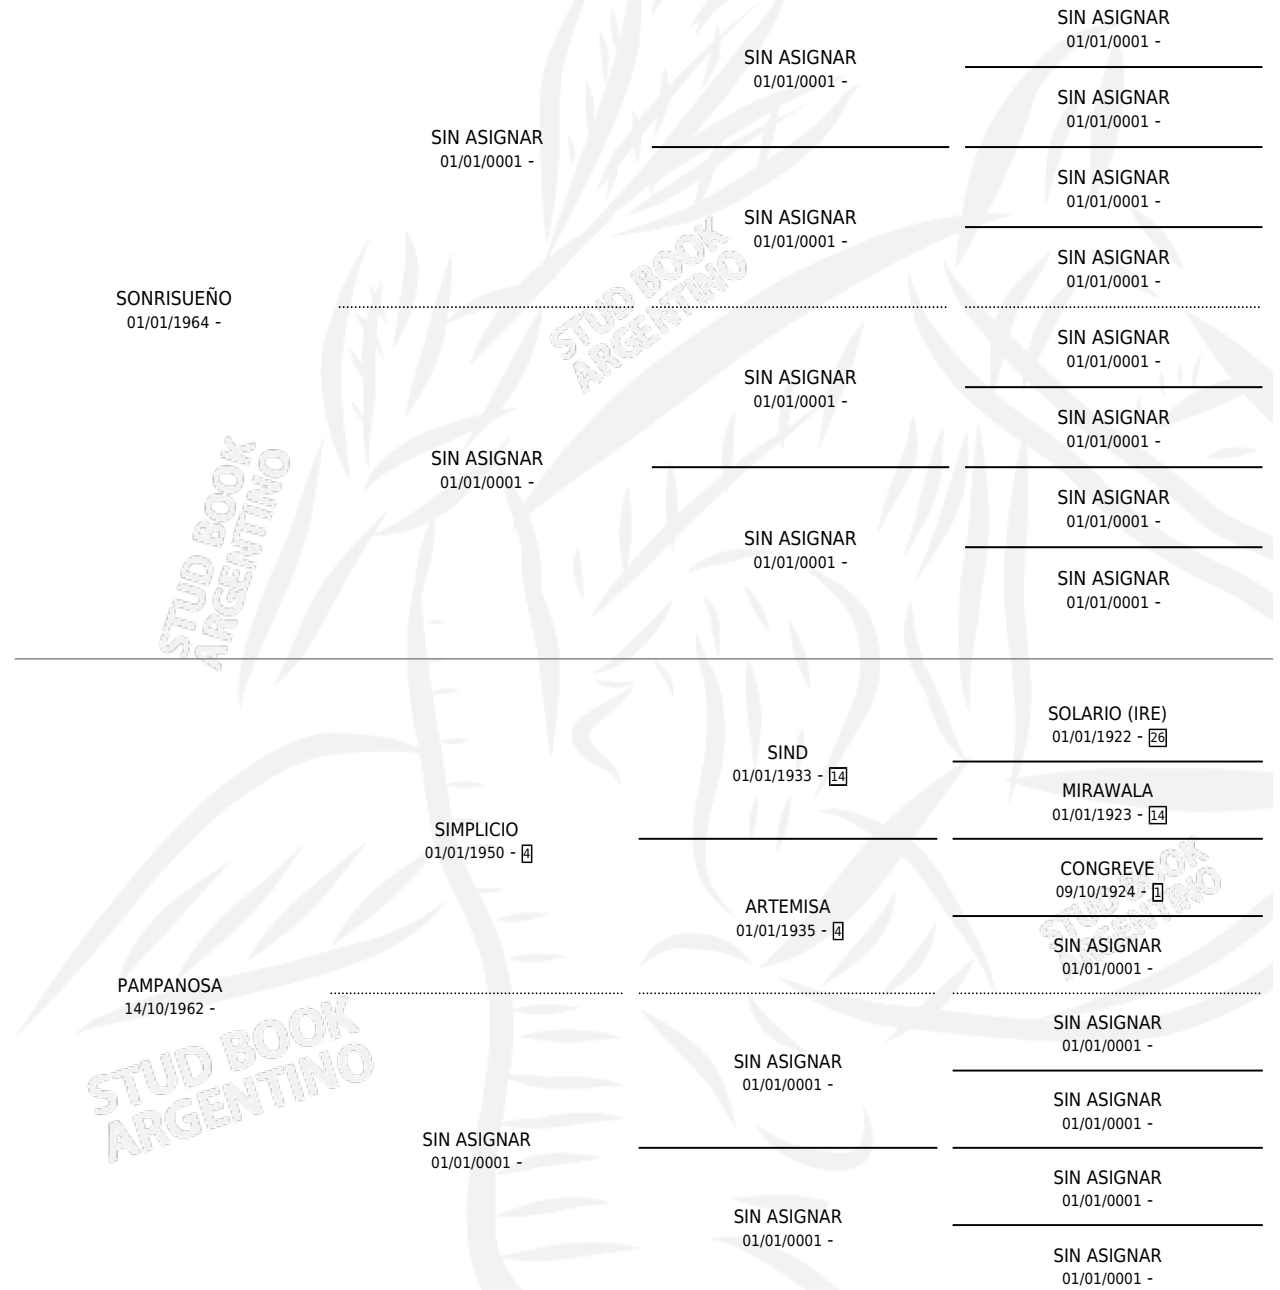 SIN ASIGNAR
01/01/0001 -
SIN ASIGNAR
01/01/0001 -
SIN ASIGNAR
01/01/0001 -
SIN ASIGNAR
01/01/0001 -
SIN ASIGNAR
01/01/0001 -
SIN ASIGNAR
01/01/0001 -
SIN ASIGNAR
01/01/0001 -
STUD BOOK
ARGENTINO
SONRISUEÑO
01/01/1964 -
SIN ASIGNAR
01/01/0001 -
SIN ASIGNAR
01/01/0001 -
SIN ASIGNAR
01/01/0001 -
SIN ASIGNAR
01/01/0001 -
SIN ASIGNAR
01/01/0001 -
STUD BOOK
ARGENTINO
SIN ASIGNAR
01/01/0001 -
SIN ASIGNAR
01/01/0001 -
SIN ASIGNAR
01/01/0001 -
SOLARIO (IRE)
01/01/1922 - 26
SIND
01/01/1933 - 14
MIRAWALA
01/01/1923 - 14
SIMPLICIO
01/01/1950 - 4
CONGREVE
09/10/1924 - 1
STUD BOOK
ARGENTINO
ARTEMISA
01/01/1935 - 4
SIN ASIGNAR
01/01/0001 -
PAMPANOSA
14/10/1962 -
STUD BOOK
ARGENTINO
SIN ASIGNAR
01/01/0001 -
SIN ASIGNAR
01/01/0001 -
SIN ASIGNAR
01/01/0001 -
SIN ASIGNAR
01/01/0001 -
SIN ASIGNAR
01/01/0001 -
SIN ASIGNAR
01/01/0001 -
SIN ASIGNAR
01/01/0001 -